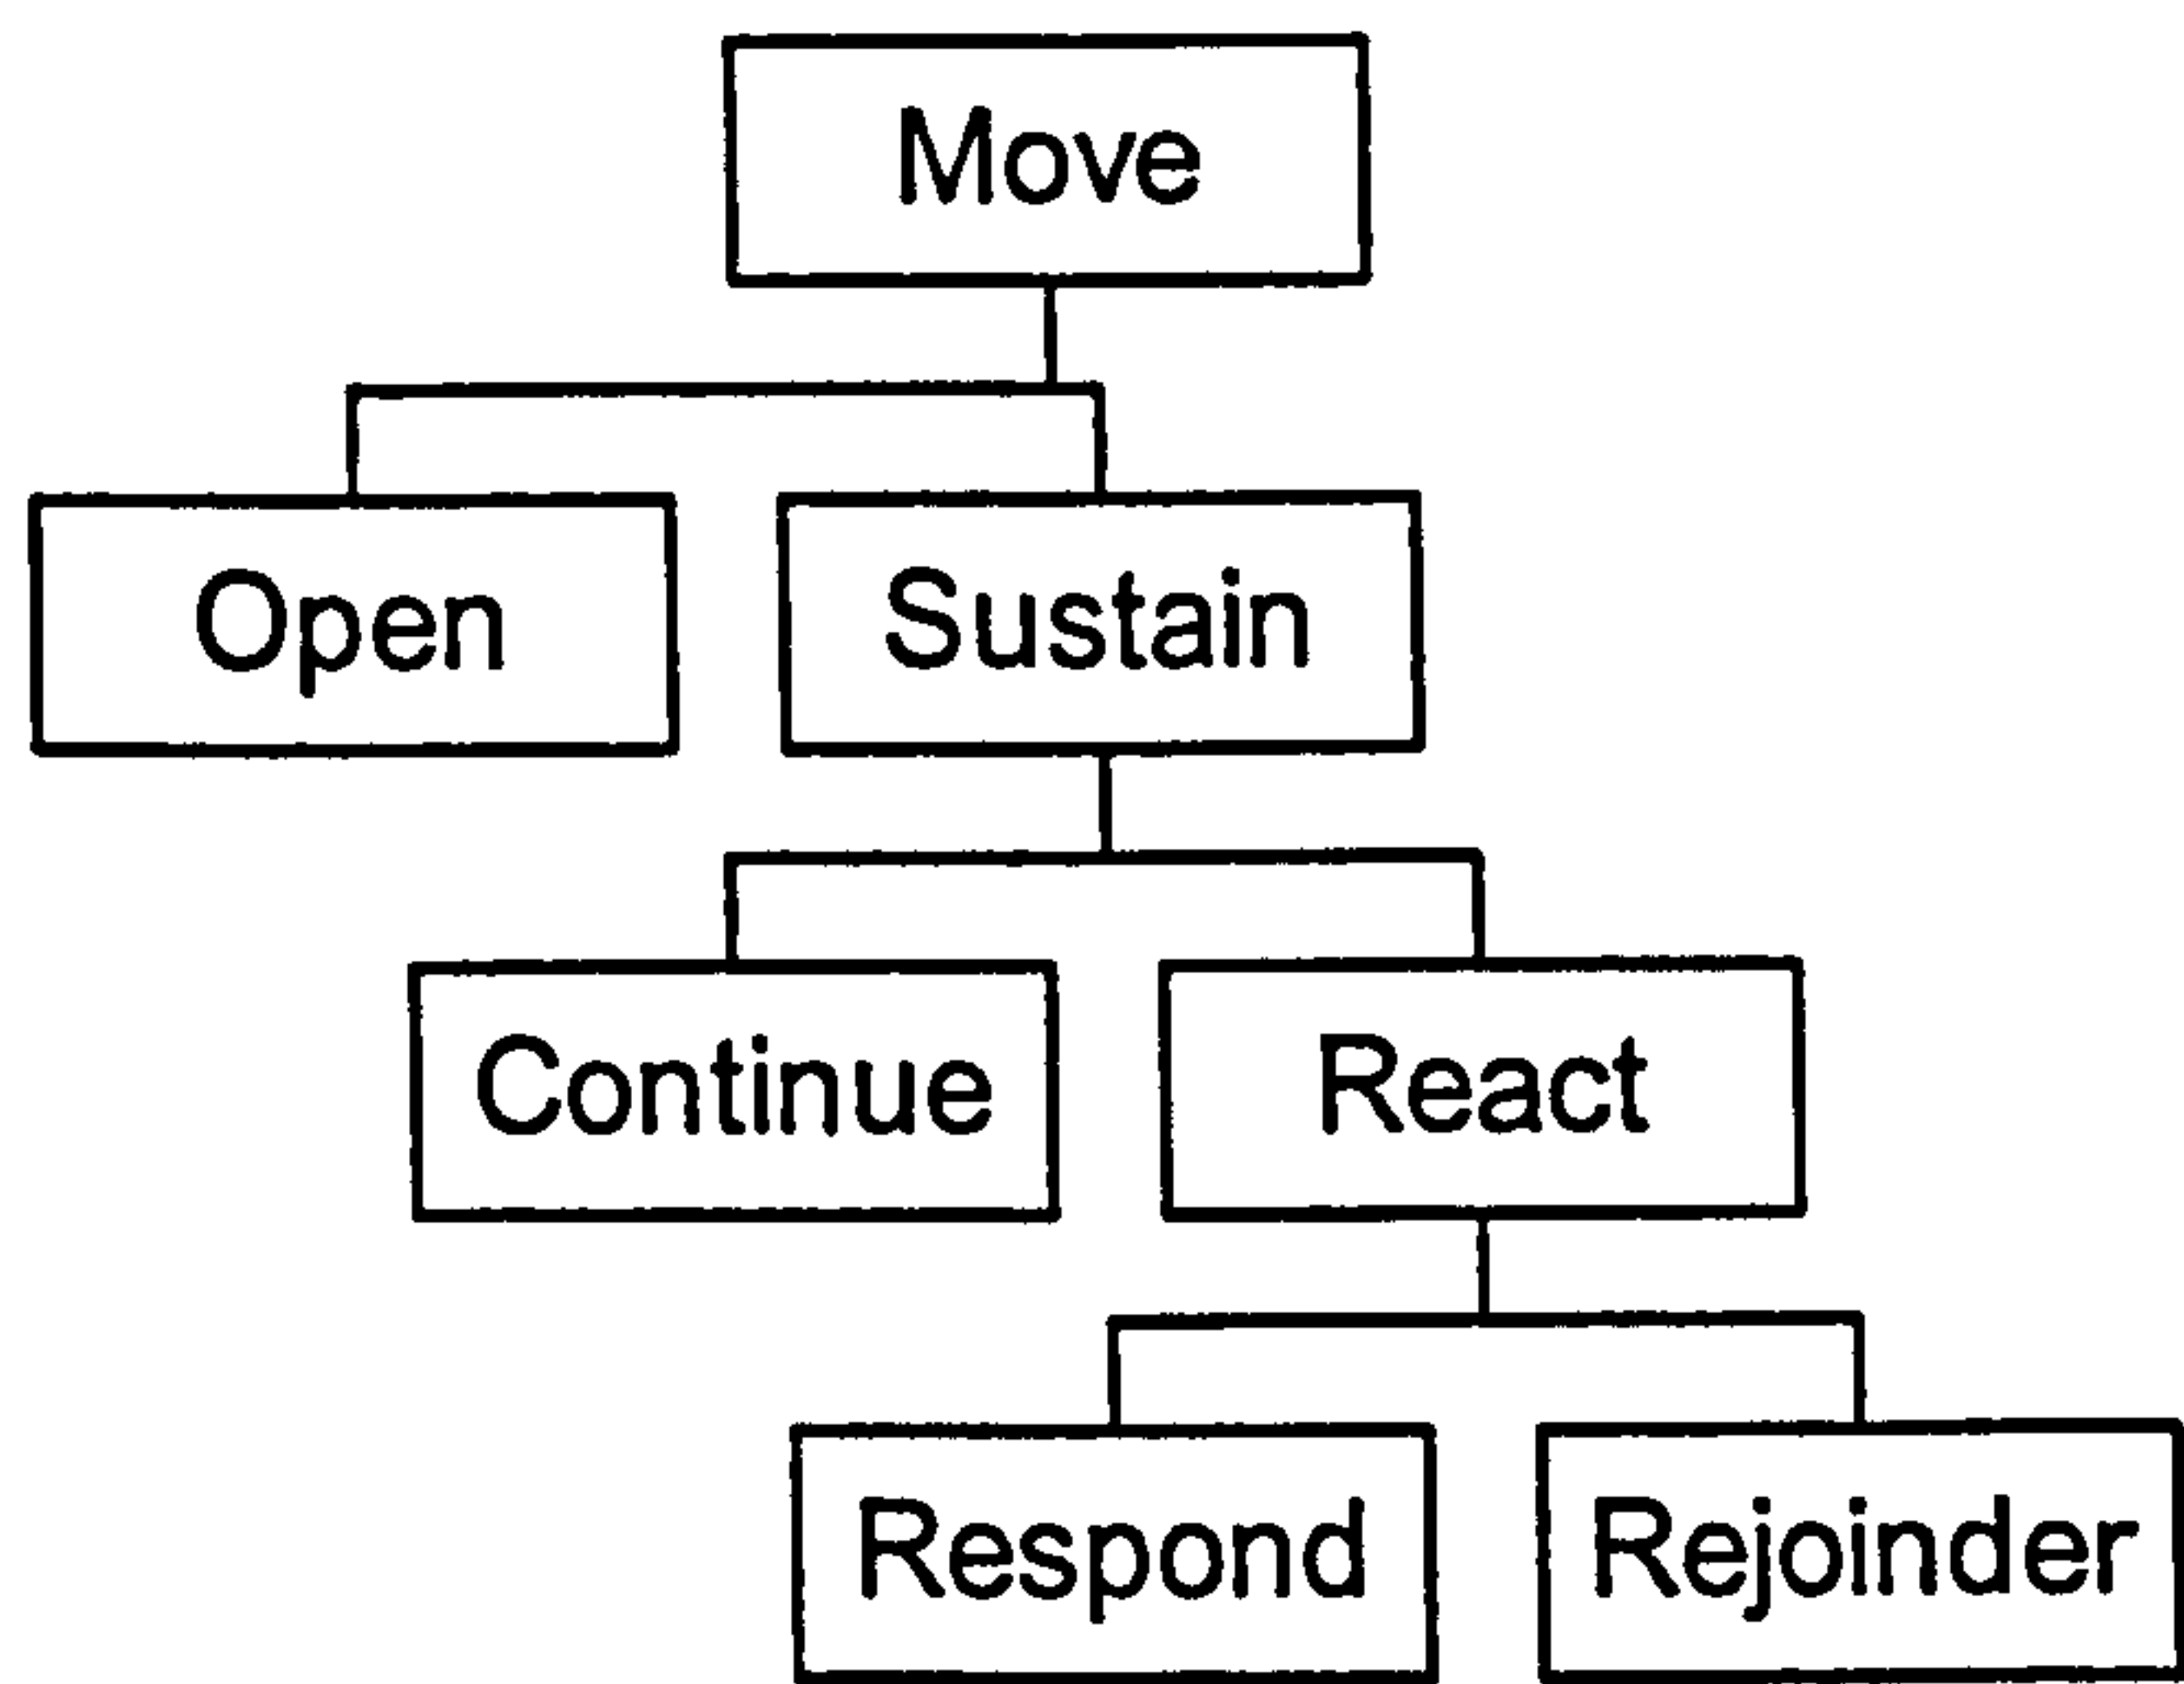 Move
Open
Sustain
Continue
React
Respond
Rejoinder